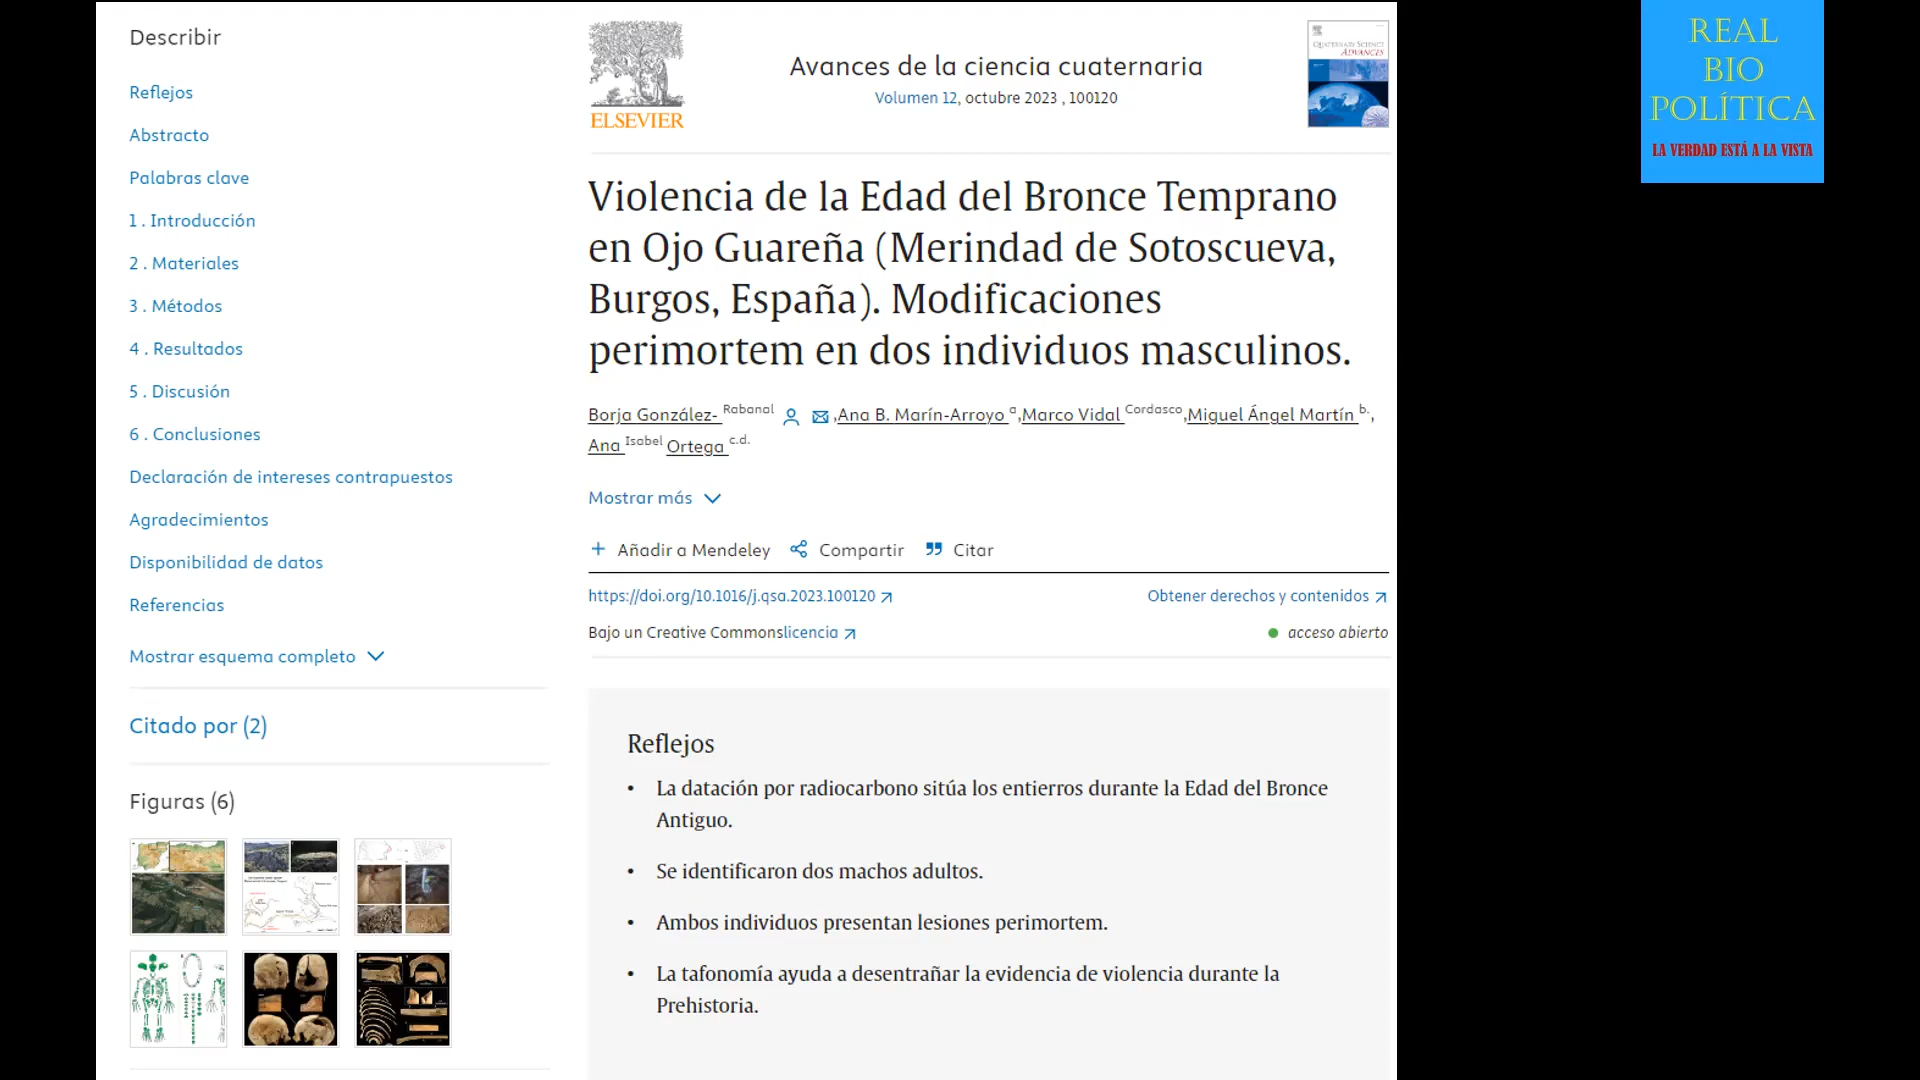 Describir
Reflejos
Abstracto
Palabras clave
1 . Introducción
2 . Materiales
3 . Métodos
4 . Resultados
5 . Discusión
6 . Conclusiones
Declaración de intereses contrapuestos
Agradecimientos
Disponibilidad de datos
Referencias
Mostrar esquema completo
Citado por (2)
Figuras (6)
ELSEVIER
Avances de la ciencia cuaternaria
Volumen 12, octubre 2023 , 100120
QUATERNARY SCIENCE
ADVANCES
Violencia de la Edad del Bronce Temprano
en Ojo Guareña (Merindad de Sotoscueva,
Burgos, España). Modificaciones
perimortem en dos individuos masculinos.
Borja González- Rabanal ,Ana B. Marín-Arroyo a,Marco Vidal Cordasco,Miguel Ángel Martín b.,
Ana Isabel Ortega c.d.
Mostrar más
Añadir a Mendeley Compartir Citar
https://doi.org/10.1016/j.qsa.2023.100120 Obtener derechos y contenidos
Bajo un Creative Commonslicencia acceso abierto
Reflejos
• La datación por radiocarbono sitúa los entierros durante la Edad del Bronce
Antiguo.
• Se identificaron dos machos adultos.
• Ambos individuos presentan lesiones perimortem.
• La tafonomía ayuda a desentrañar la evidencia de violencia durante la
Prehistoria.
REAL
BIO
POLÍTICA
LA VERDAD ESTÁ A LA VISTA